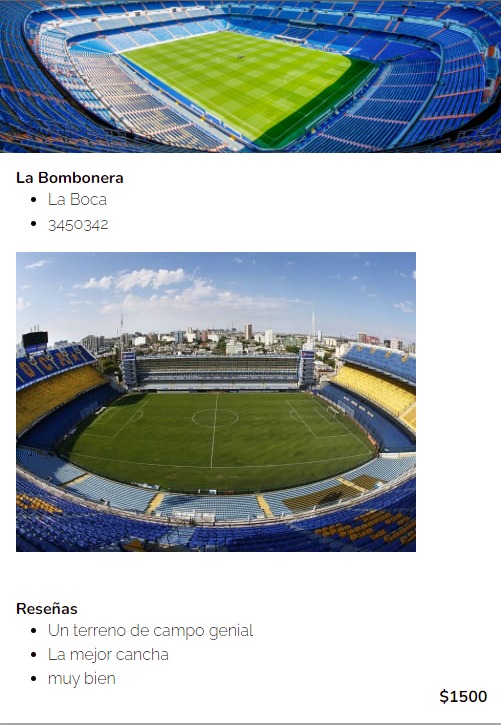 La Bombonera
La Boca
3450342
Reseñas
Un terreno de campo genial
La mejor cancha
muy bien
$1500